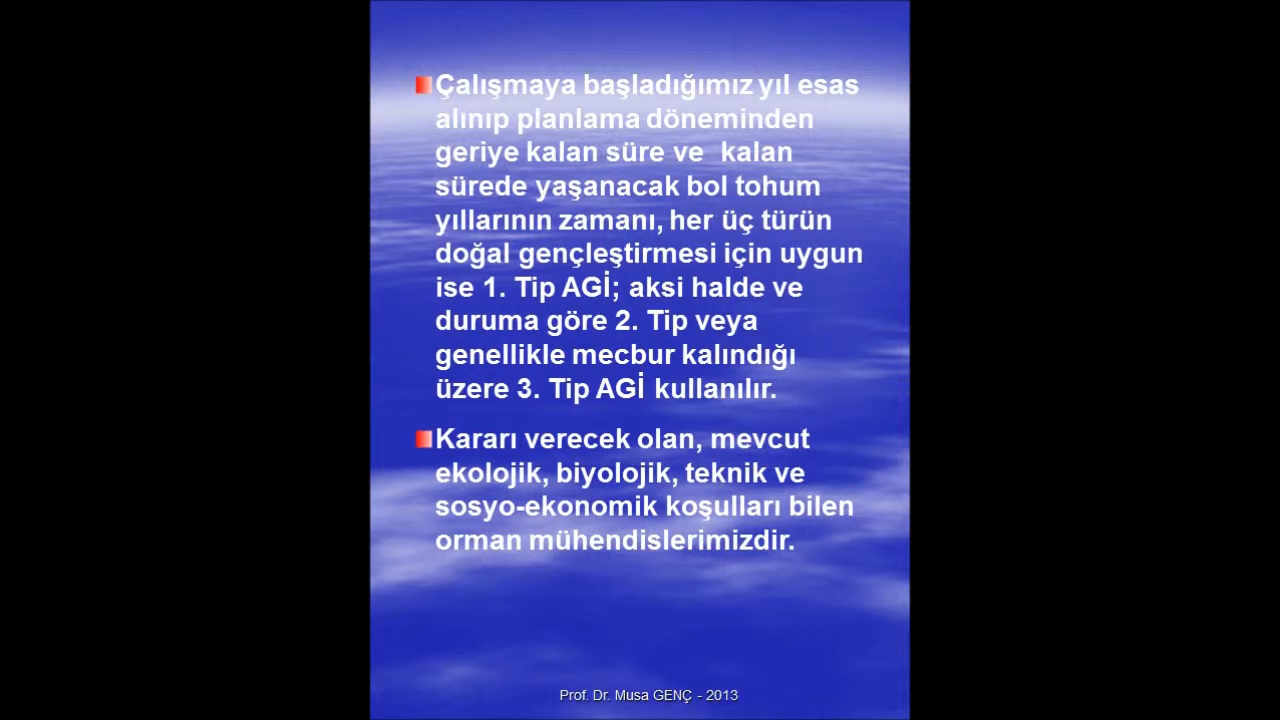 Çalışmaya başladığımız yıl esas
alınıp planlama döneminden
geriye kalan süre ve kalan
sürede yaşanacak bol tohum
yıllarının zamanı, her üç türün
doğal gençleştirmesi için uygun
ise 1. Tip AGİ; aksi halde ve
duruma göre 2. Tip veya
genellikle mecbur kalındığı
üzere 3. Tip AGİ kullanılır.
Kararı verecek olan, mevcut
ekolojik, biyolojik, teknik ve
sosyo-ekonomik koşulları bilen
orman mühendislerimizdir.
Prof. Dr. Musa GENÇ - 2013